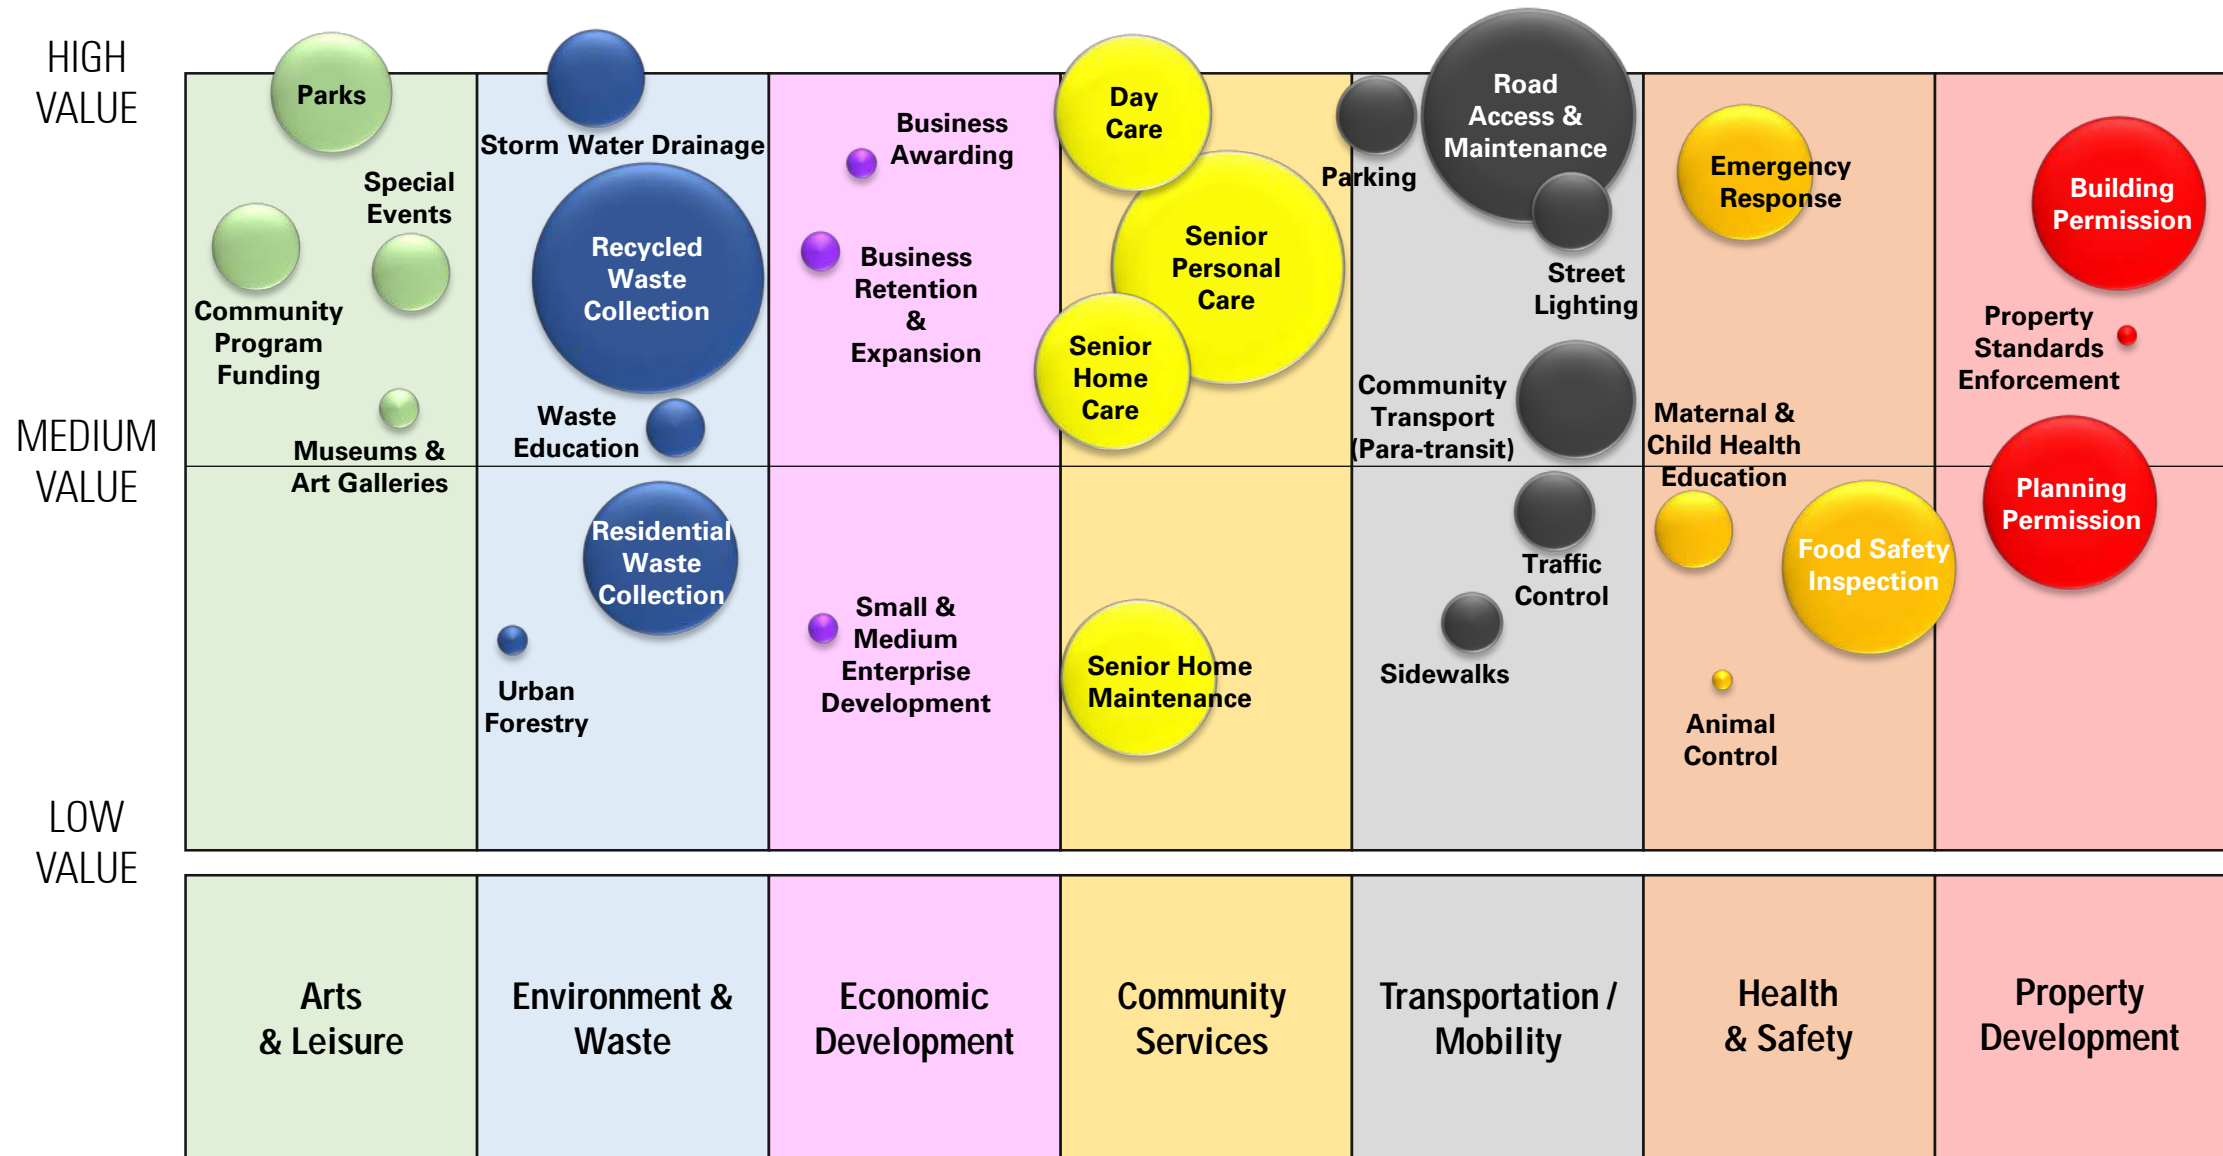 HIGH
VALUE
MEDIUM
VALUE
LOW
VALUE
Parks
Special
Events
Community
Program
Funding
Museums &
Art Galleries
Storm Water Drainage
Recycled
Waste
Collection
Waste
Education
Residential
Waste
Collection
Urban
Forestry
Business
Awarding
Business
Retention
&
Expansion
Small &
Medium
Enterprise
Development
Day
Care
Senior
Personal
Care
Senior
Home
Care
Senior Home
Maintenance
Parking
Road
Access &
Maintenance
Street
Lighting
Community
Transport
(Para-transit)
Traffic
Control
Sidewalks
Emergency
Response
Maternal &
Child Health
Education
Food Safety
Inspection
Animal
Control
Building
Permission
Property
Standards
Enforcement
Planning
Permission
Arts
& Leisure
Environment &
Waste
Economic
Development
Community
Services
Transportation /
Mobility
Health
& Safety
Property
Development